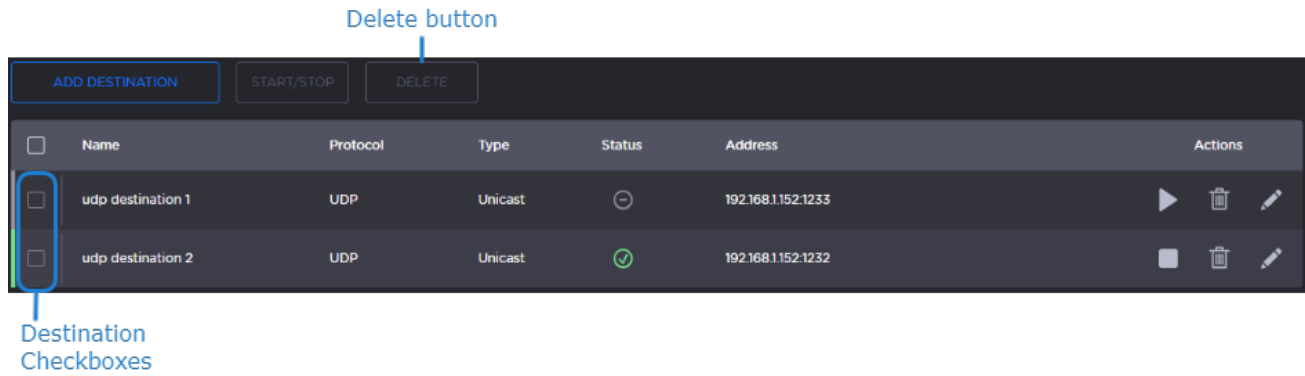 Delete button
ADD DESTINATION START/STOP DELETE
Name Protocol Type Status Address Actions
udp destination 1 UDP Unicast 192.168.1.152:1233
udp destination 2 UDP Unicast 192.168.1.152:1232
Destination
Checkboxes